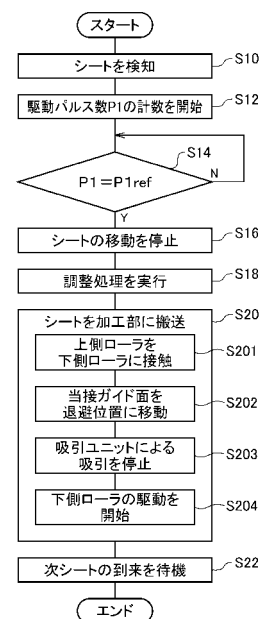 スタート
シートを検知
S10
駆動パルス数P1の計数を開始
S12
S14
P1=P1ref
N
Y
シートの移動を停止
S16
調整処理を実行
S18
シートを加工部に搬送
S20
上側ローラを
下側ローラに接触
S201
当接ガイド面を
退避位置に移動
S202
吸引ユニットによる
吸引を停止
S203
下側ローラの駆動を
開始
S204
次シートの到来を待機
S22
エンド